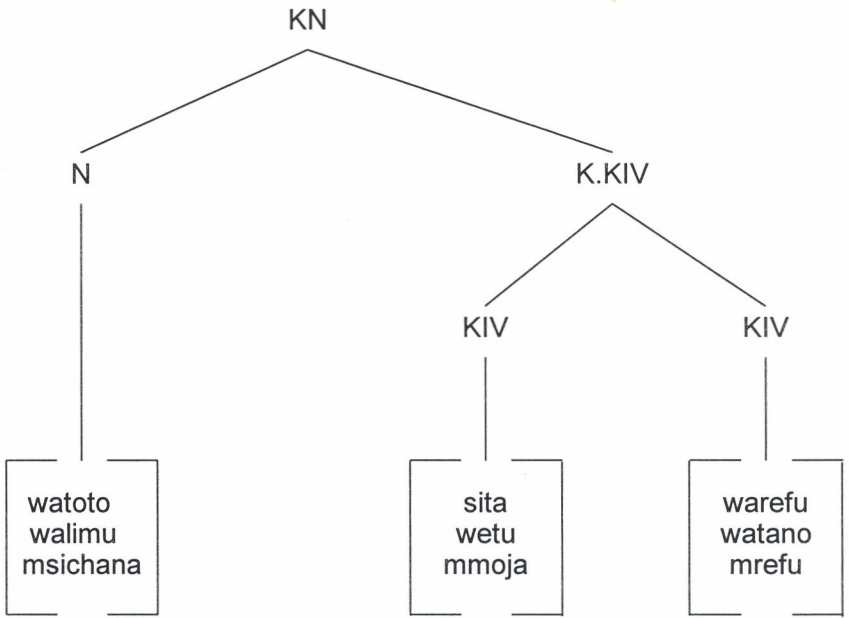 KN
N
K.KIV
KIV
KIV
watoto
walimu
msichana
sita
wetu
mmoja
warefu
watano
mrefu